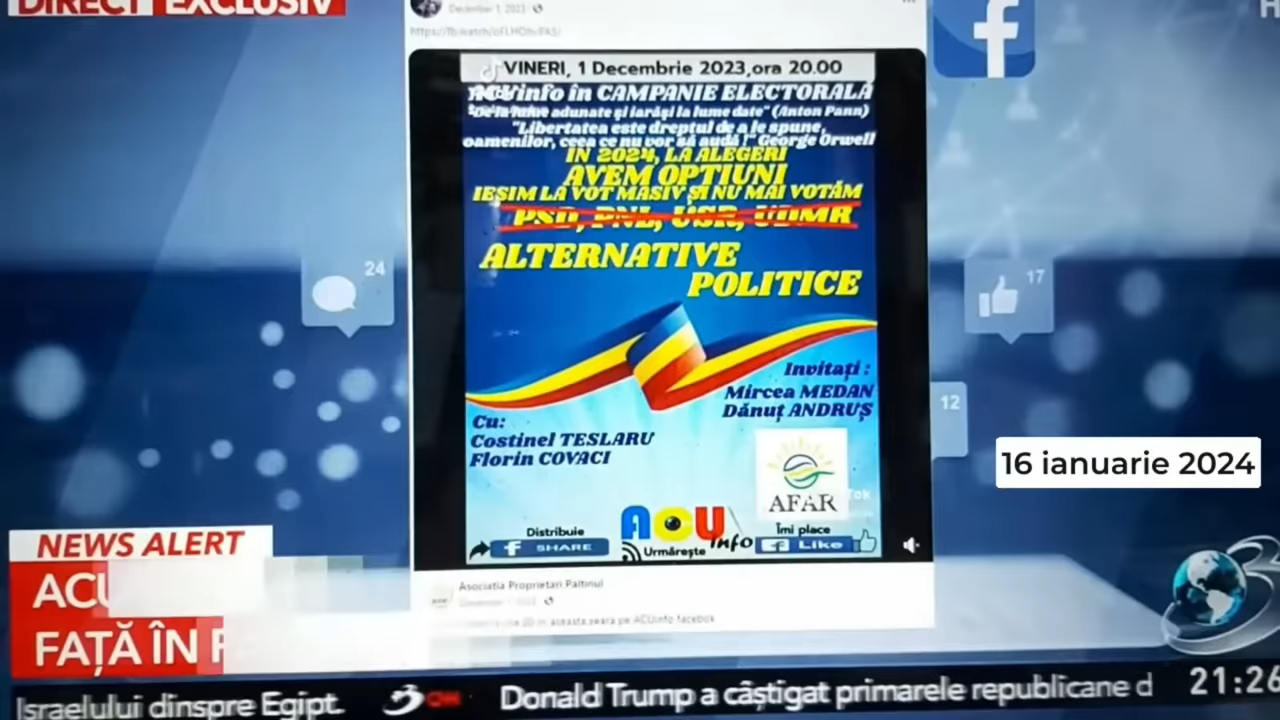 DIRECT EXCLUSIV
December 1, 2023
VINERI, 1 Decembrie 2023,ora 20.00
ACUinfo în CAMPANIE ELECTORALĂ
"De la lume adunate și iarăși la lume date" (Anton Pann)
"Libertatea este dreptul de a le spune,
oamenilor, ceea ce nu vor să audă !" George Orwell
IN 2024, LA ALEGERI
AVEM OPTIUNI
IESIM LA VOT MASIV ȘI NU MAI VOTĂM
PSD, PNL, USR, UDMR
ALTERNATIVE
POLITICE
24
17
12
Invitați :
Mircea MEDAN
Dănuț ANDRUȘ
Cu:
Costinel TESLARU
Florin COVACI
AFAR
Distribuie
SHARE
ACU
info
Urmărește
Îmi place
Like
16 ianuarie 2024
Asociatia Proprietari Paltinul
NEWS ALERT
ACU
FAȚĂ ÎN F
Israelului dinspre Egipt.
Donald Trump a câștigat primarele republicane d
21:26